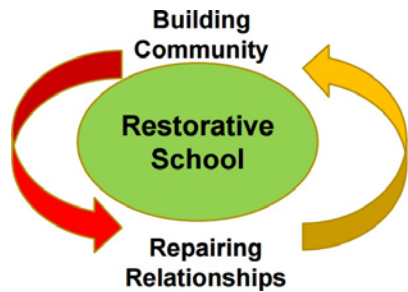 Building
Community
Restorative
School
Repairing
Relationships